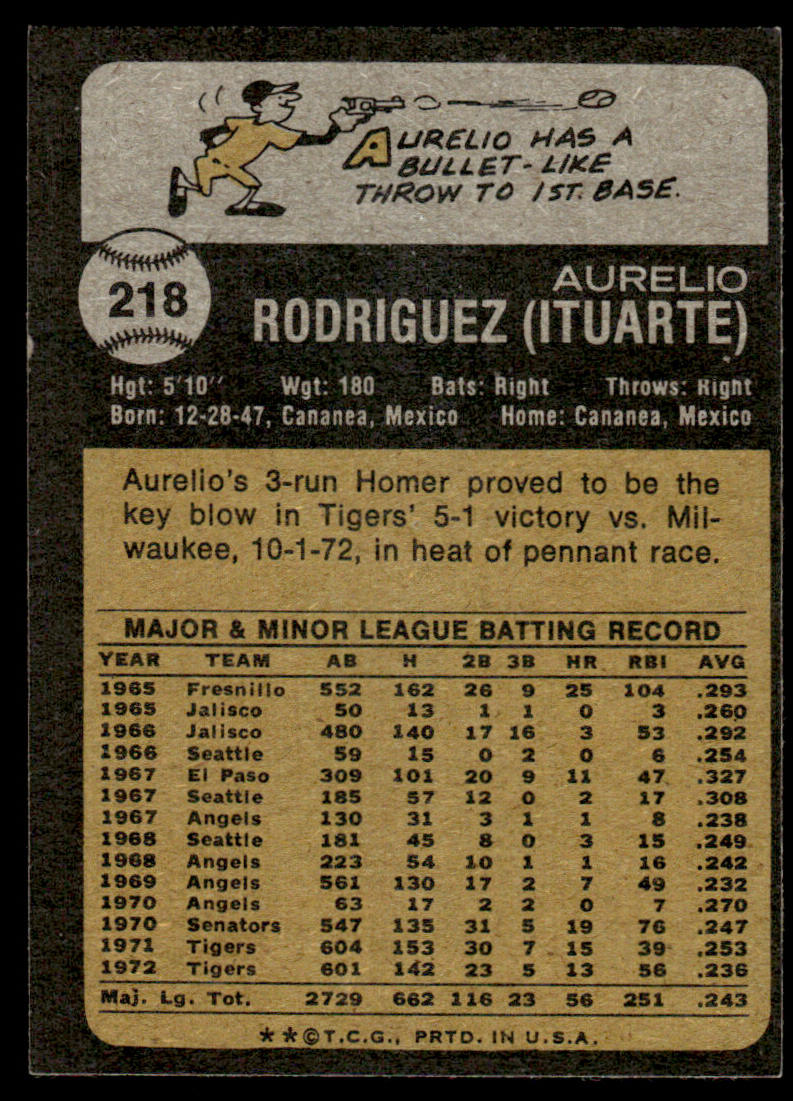 AURELIO HAS A
BULLET-LIKE
THROW TO 1ST. BASE.
218
AURELIO
RODRIGUEZ (ITUARTE)
Hgt: 5'10" Wgt: 180 Bats: Right Throws: Right
Born: 12-28-47, Cananea, Mexico Home: Cananea, Mexico
Aurelio's 3-run Homer proved to be the
key blow in Tigers' 5-1 victory vs. Mil-
waukee, 10-1-72, in heat of pennant race.
MAJOR & MINOR LEAGUE BATTING RECORD
YEAR TEAM AB H 2B 3B HR RBI AVG
1965 Fresnillo 552 162 26 9 25 104 .293
1965 Jalisco 50 13 1 1 0 3 .260
1966 Jalisco 480 140 17 16 3 53 .292
1966 Seattle 59 15 0 2 0 6 .254
1967 El Paso 309 101 20 9 11 47 .327
1967 Seattle 185 57 12 0 2 17 .308
1967 Angels 130 31 3 1 1 8 .238
1968 Seattle 181 45 8 0 3 15 .249
1968 Angels 223 54 10 1 1 16 .242
1969 Angels 561 130 17 2 7 49 .232
1970 Angels 63 17 2 2 0 7 .270
1970 Senators 547 135 31 5 19 76 .247
1971 Tigers 604 153 30 7 15 39 .253
1972 Tigers 601 142 23 5 13 56 .236
Maj. Lg. Tot. 2729 662 116 23 56 251 .243
**©T.C.G., PRTD. IN U.S.A.